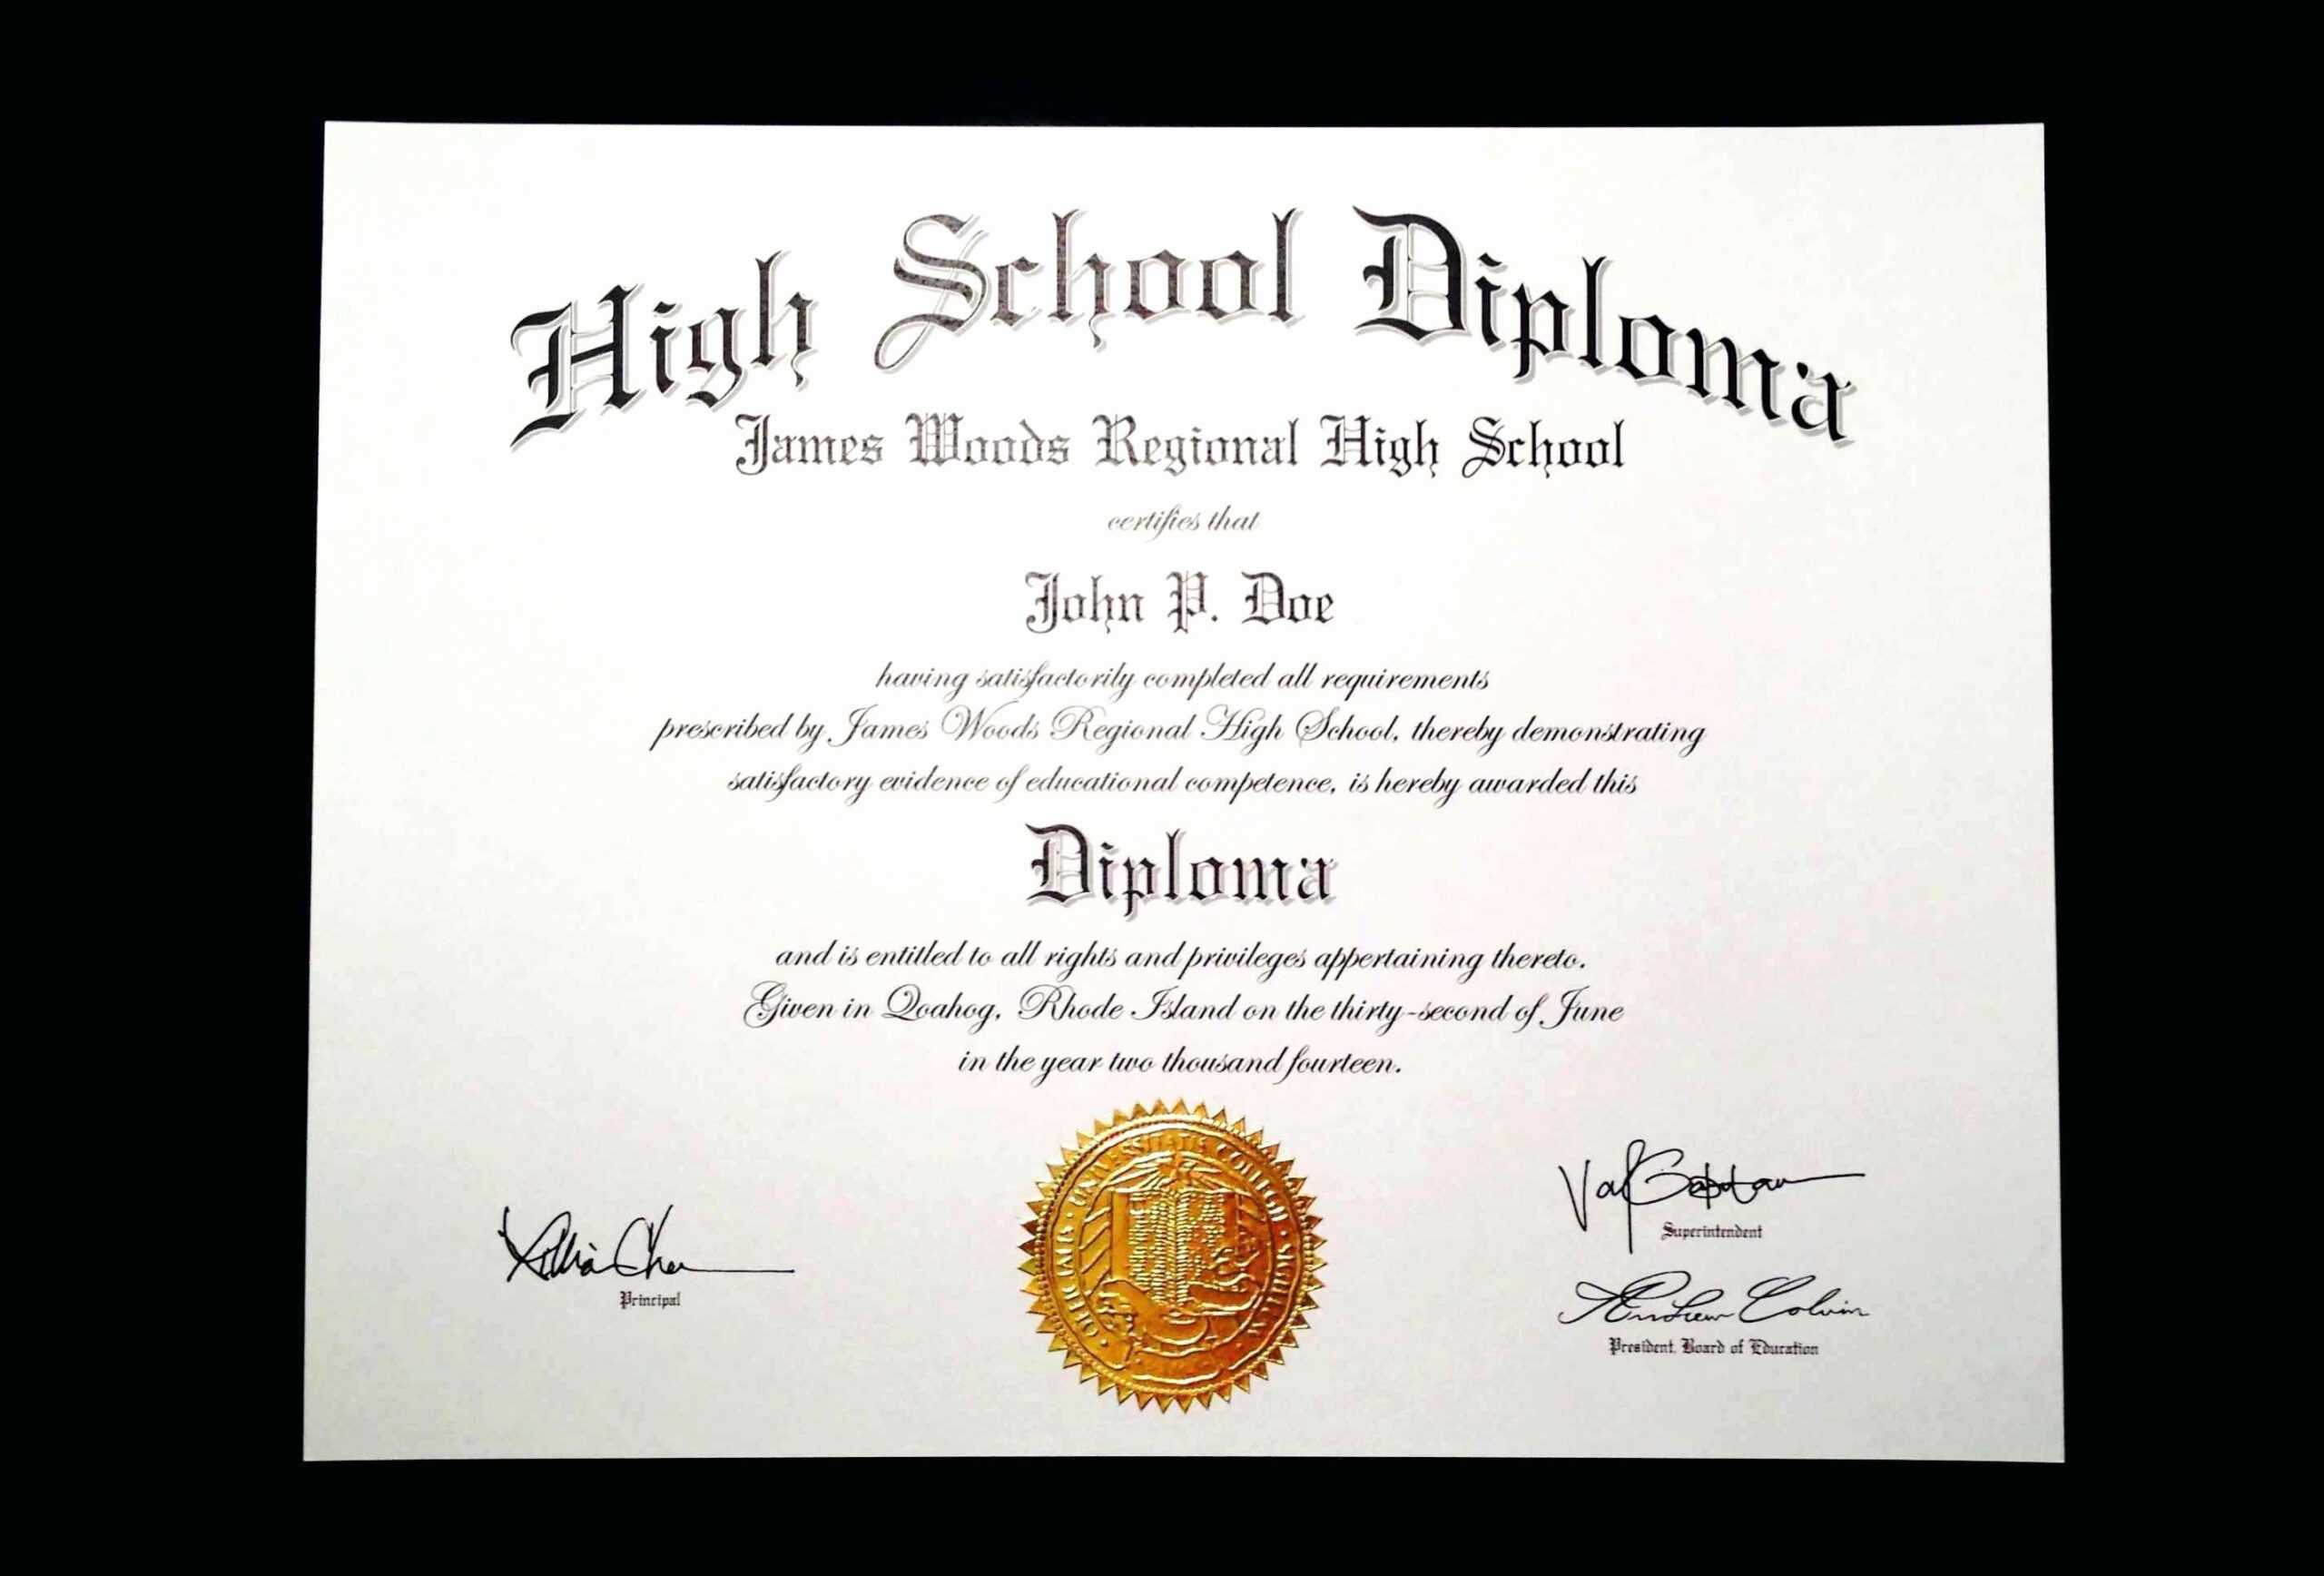 High School Diploma
James Woods Regional High School
certifies that
John P. Doe
having satisfactorily completed all requirements
prescribed by James Woods Regional High School, thereby demonstrating
satisfactory evidence of educational competence, is hereby awarded this
Diploma
and is entitled to all rights and privileges appertaining thereto.
Given in Qoahog, Rhode Island on the thirty-second of June
in the year two thousand fourteen.
Principal
Superintendent
Andrew Colvin
President, Board of Education